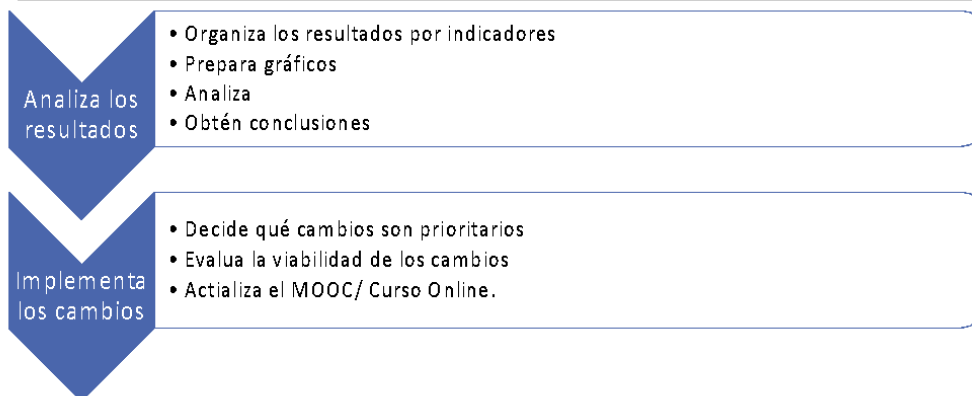 Analiza los
resultados
• Organiza los resultados por indicadores
• Prepara gráficos
• Analiza
• Obtén conclusiones
Implementa
los cambios
• Decide qué cambios son prioritarios
• Evalua la viabilidad de los cambios
• Actializa el MOOC/ Curso Online.